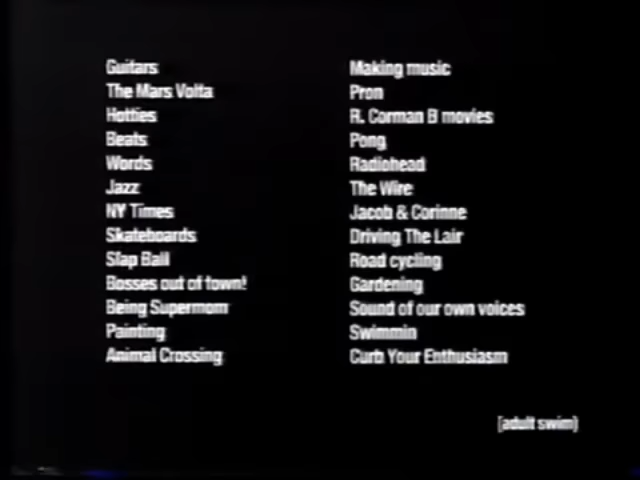 Guitars
The Mars Volta
Hotties
Beats
Words
Jazz
NY Times
Skateboards
Slap Ball
Bosses out of town!
Being Supermom
Painting
Animal Crossing
Making music
Pron
R. Corman B movies
Pong
Radiohead
The Wire
Jacob & Corinne
Driving The Lair
Road cycling
Gardening
Sound of our own voices
Swimmin
Curb Your Enthusiasm
[adult swim]